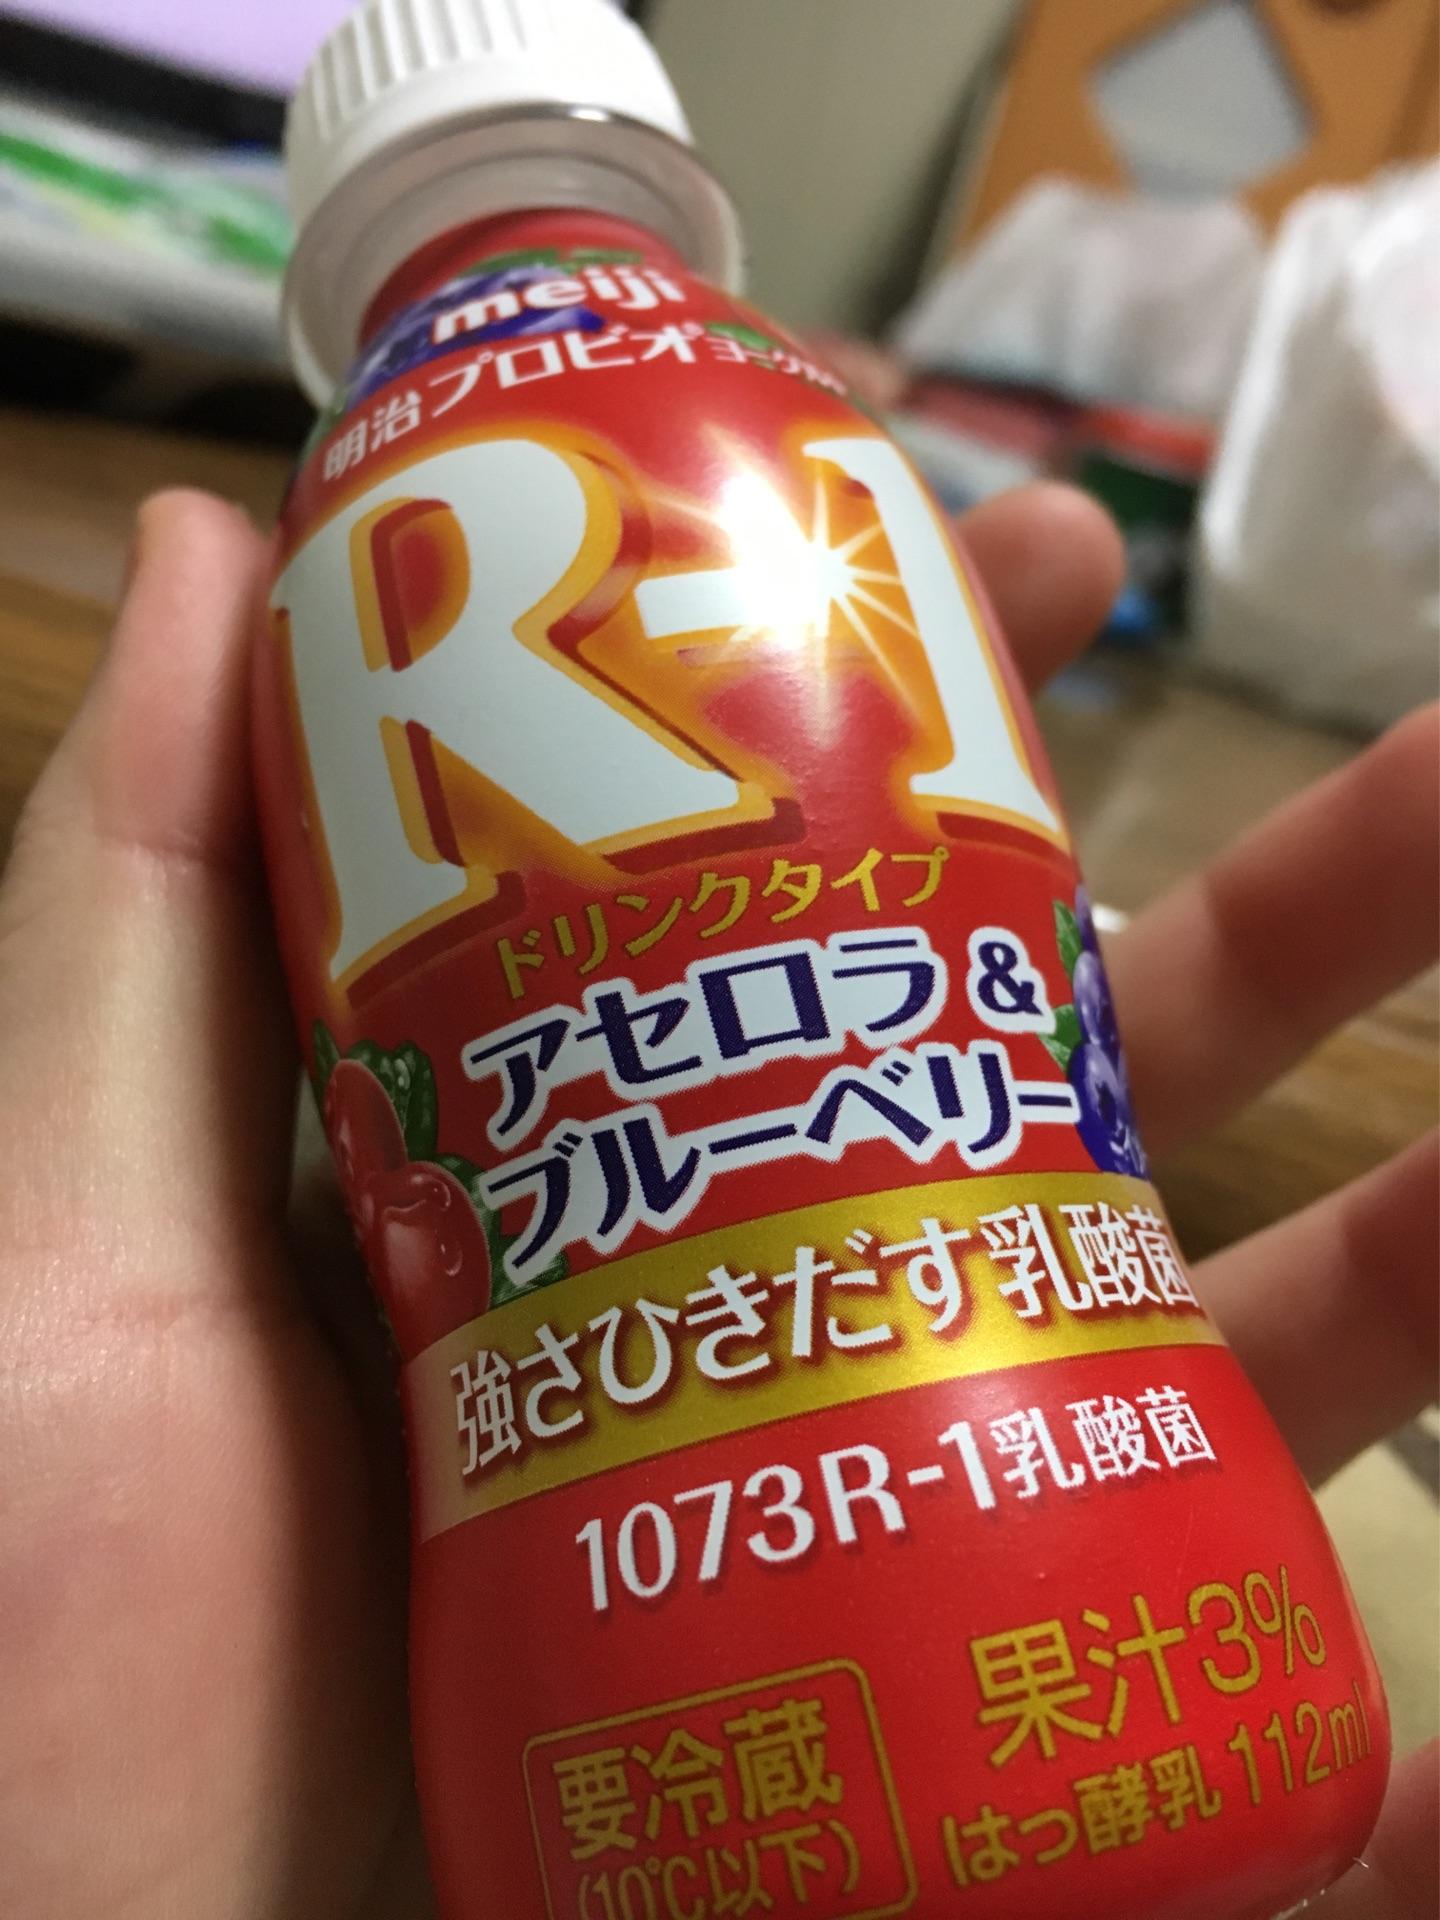 meiji
明治プロビオヨーグルト
R-1
ドリンクタイプ
アセロラ &
ブルーベリー
強さひきだす乳酸菌
1073R-1乳酸菌
果汁3%
はっ酵乳 112ml
要冷蔵
(10℃以下)